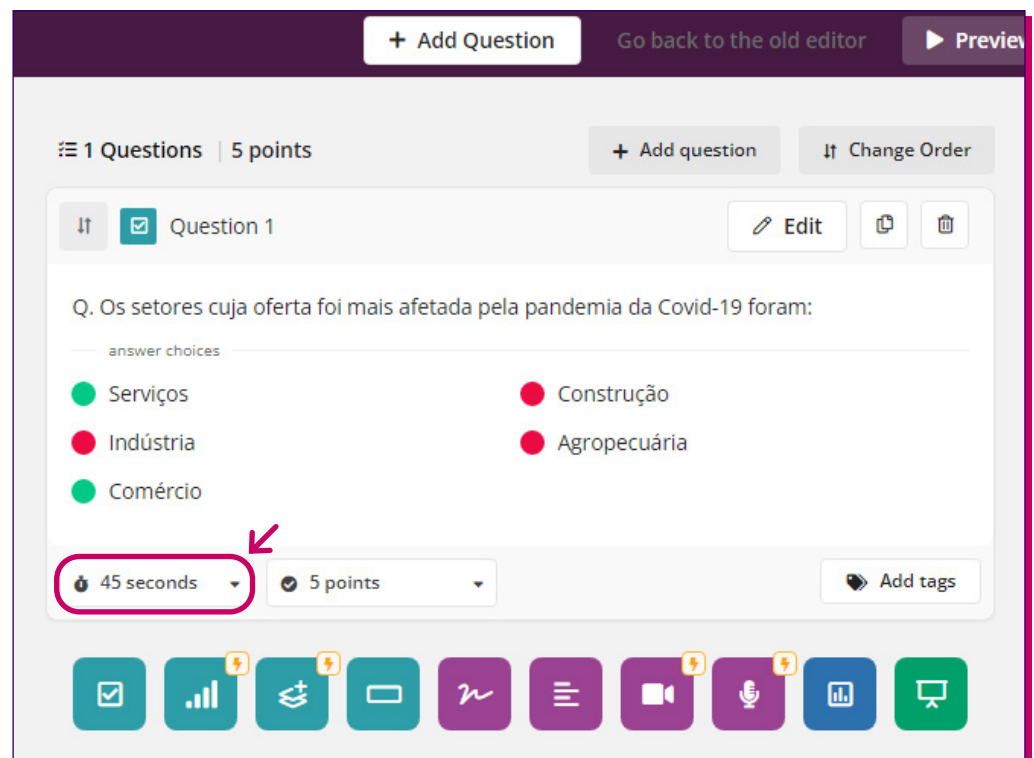 + Add Question Go back to the old editor Preview
1 Questions | 5 points + Add question Change Order
Question 1 Edit
Q. Os setores cuja oferta foi mais afetada pela pandemia da Covid-19 foram:
answer choices
Serviços Construção
Indústria Agropecuária
Comércio
45 seconds 5 points Add tags